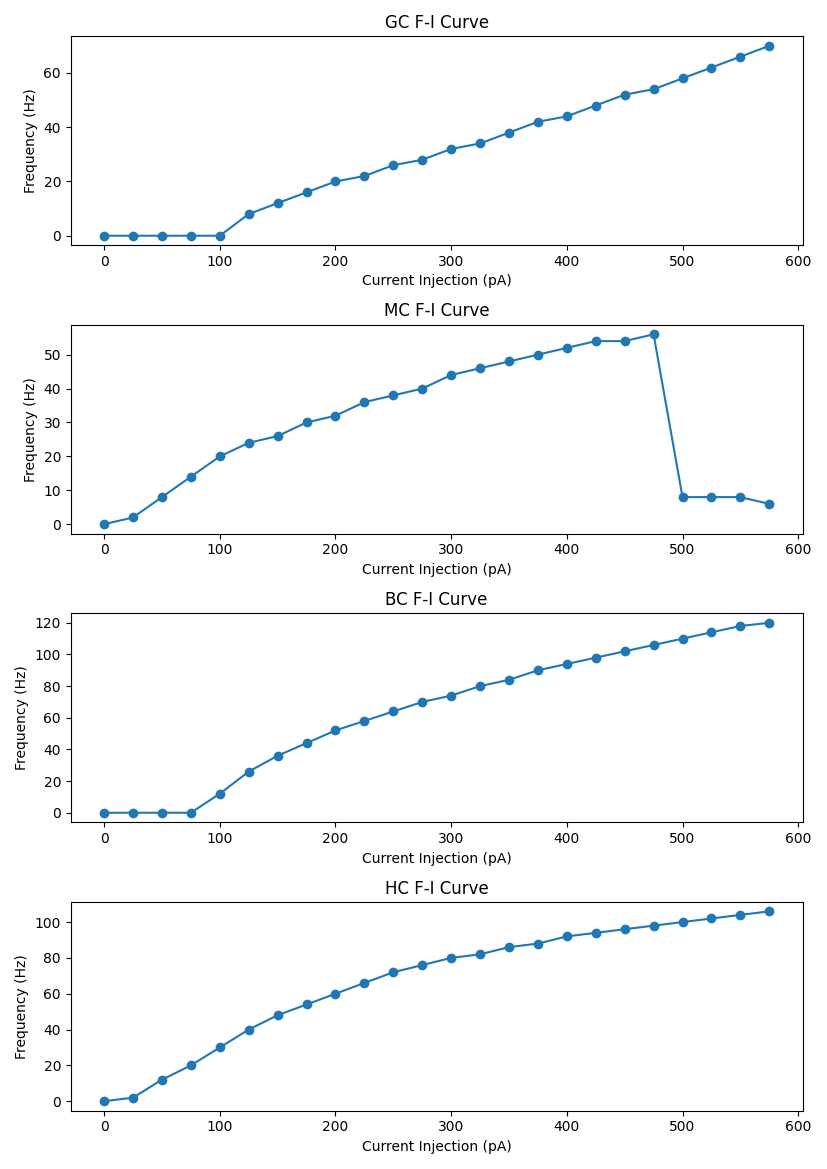 GC F-I Curve
Frequency (Hz)
60
40
20
0
0 100 200 300 400 500 600
Current Injection (pA)
MC F-I Curve
Frequency (Hz)
50
40
30
20
10
0
0 100 200 300 400 500 600
Current Injection (pA)
BC F-I Curve
Frequency (Hz)
120
100
80
60
40
20
0
0 100 200 300 400 500 600
Current Injection (pA)
HC F-I Curve
Frequency (Hz)
100
80
60
40
20
0
0 100 200 300 400 500 600
Current Injection (pA)